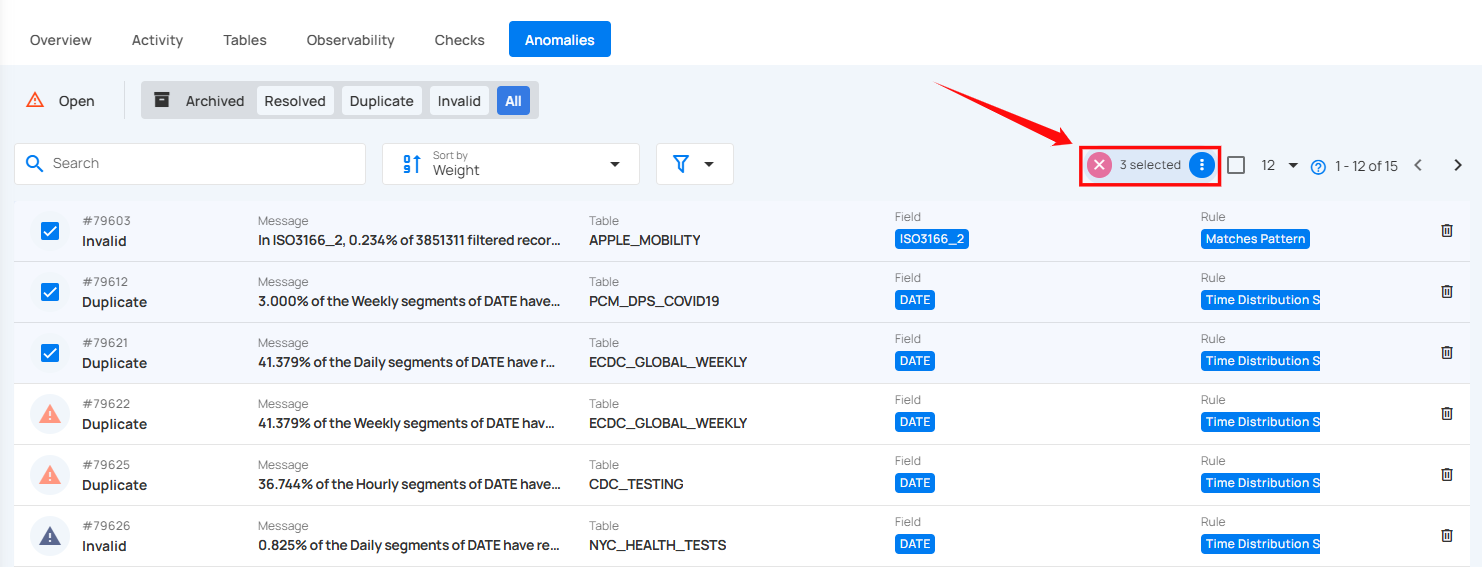 Overview Activity Tables Observability Checks Anomalies
Open Archived Resolved Duplicate Invalid All
Search Sort by Weight 3 selected 12 1 - 12 of 15
#79603 Message Table Field Rule
Invalid In ISO3166_2, 0.234% of 3851311 filtered recor... APPLE_MOBILITY ISO3166_2 Matches Pattern
#79612 Message Table Field Rule
Duplicate 3.000% of the Weekly segments of DATE have... PCM_DPS_COVID19 DATE Time Distribution S
#79621 Message Table Field Rule
Duplicate 41.379% of the Daily segments of DATE have r... ECDC_GLOBAL_WEEKLY DATE Time Distribution S
#79622 Message Table Field Rule
Duplicate 41.379% of the Weekly segments of DATE hav... ECDC_GLOBAL_WEEKLY DATE Time Distribution S
#79625 Message Table Field Rule
Duplicate 36.744% of the Hourly segments of DATE have... CDC_TESTING DATE Time Distribution S
#79626 Message Table Field Rule
Invalid 0.825% of the Daily segments of DATE have re... NYC_HEALTH_TESTS DATE Time Distribution S